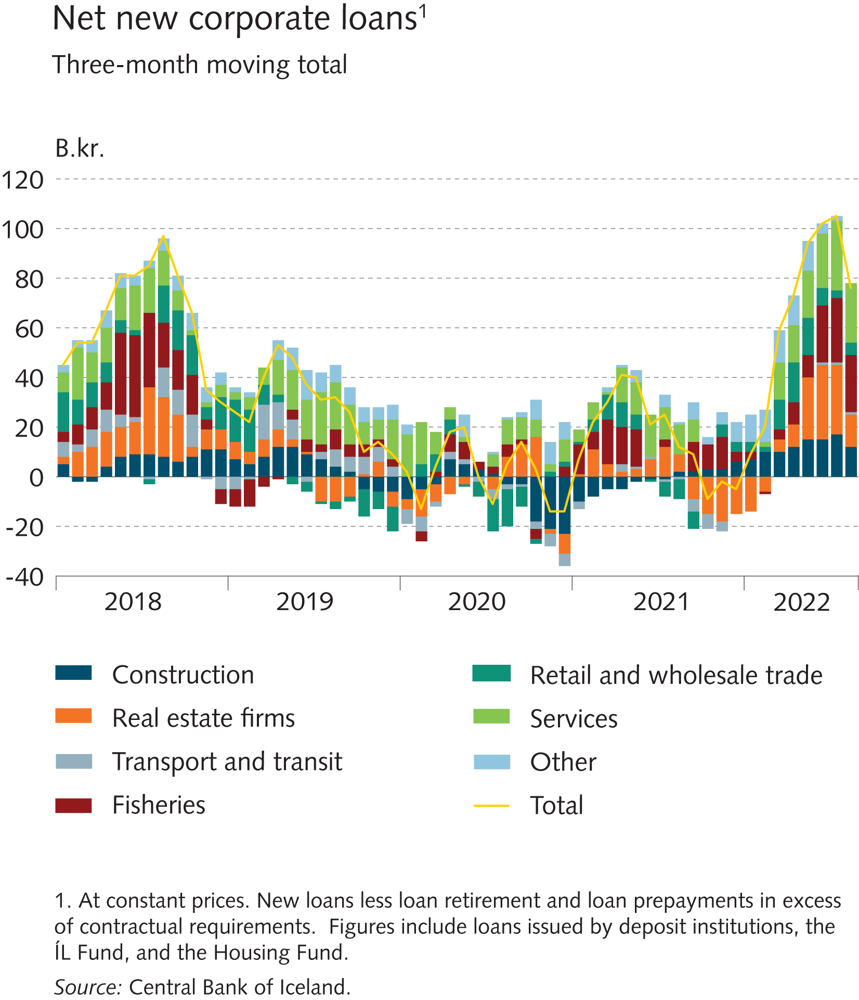 Net new corporate loans¹
Three-month moving total
B.kr.
120
100
80
60
40
20
0
-20
-40
2018 2019 2020 2021 2022
Construction
Real estate firms
Transport and transit
Fisheries
Retail and wholesale trade
Services
Other
Total
1. At constant prices. New loans less loan retirement and loan prepayments in excess
of contractual requirements.  Figures include loans issued by deposit institutions, the
ÍL Fund, and the Housing Fund.
Source: Central Bank of Iceland.